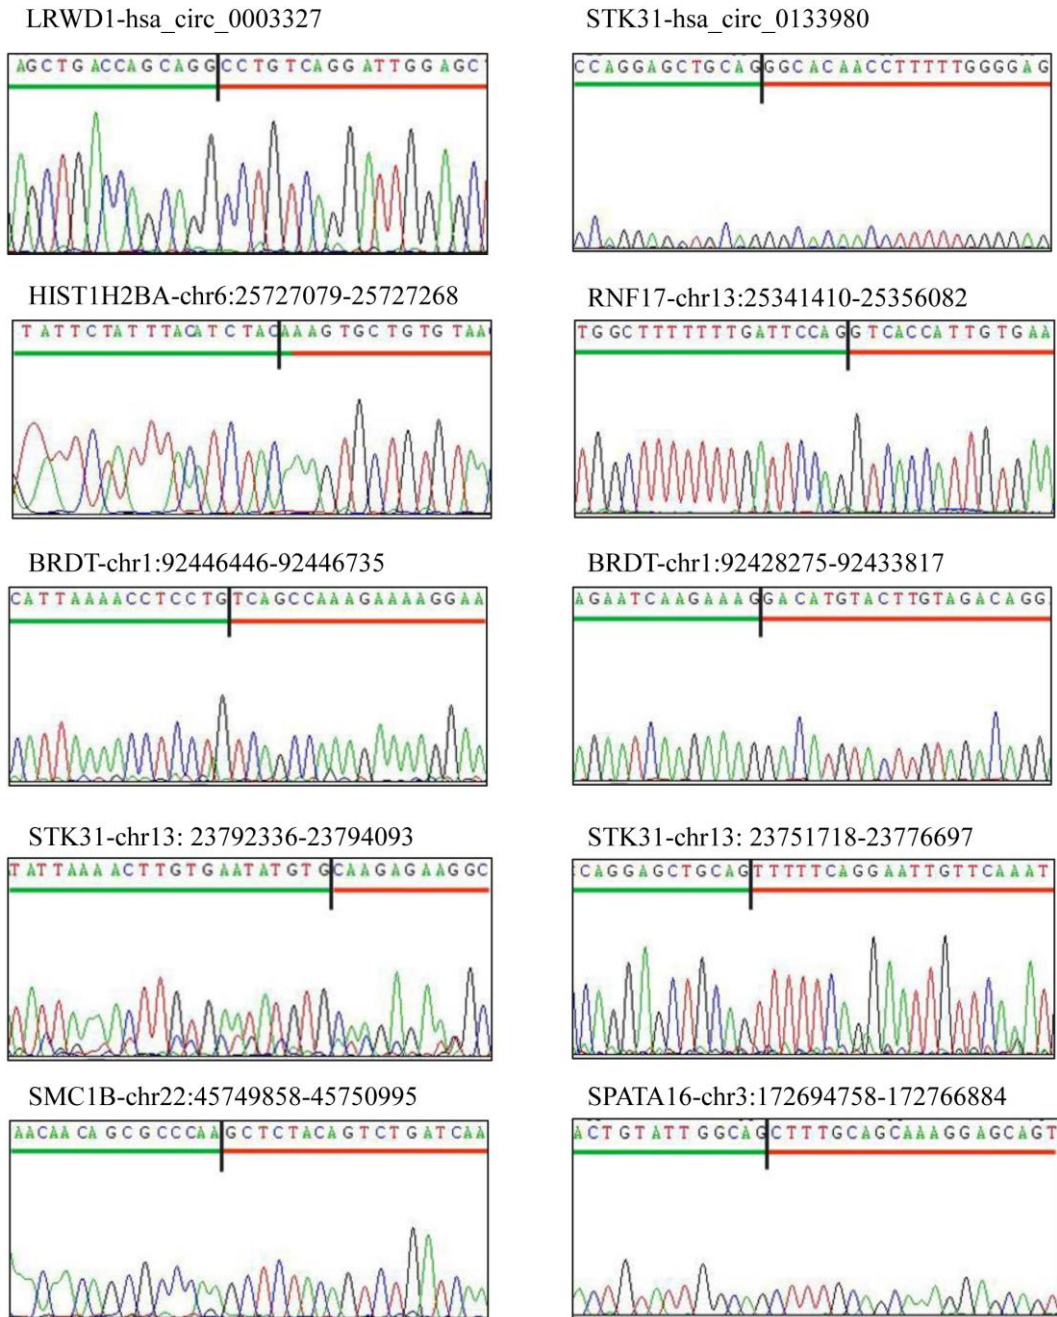 LRWD1-hsa_circ_0003327
AGCTGACCAGCAGGCCTGTCAGGATTGGAGC
STK31-hsa_circ_0133980
CCAGGAGCTGCAGGGCACAACCTTTTTGGGGAG
HIST1H2BA-chr6:25727079-25727268
TATTCTATTTACATCTACAAAGTGCTGTGTAA
RNF17-chr13:25341410-25356082
TGGCTTTTTTTGATTCCAGGTCACCATTGTGAA
BRDT-chr1:92446446-92446735
CATTAAAACCTCCTGTCAGCCAAAGAAAAGGAA
BRDT-chr1:92428275-92433817
AGAATCAAGAAAGGACATGTACTTGTAGACAGG
STK31-chr13: 23792336-23794093
TATTAAAACTTGTGAATATGTGCAAGAGAAGGC
STK31-chr13: 23751718-23776697
CAGGAGCTGCAGTTTTTCAGGAATTGTTCAAAT
SMC1B-chr22:45749858-45750995
AACAACAGCGCCCAAGCTCTACAGTCTGATCAA
SPATA16-chr3:172694758-172766884
ACTGTATTGGCAGCTTTGCAGCAAAGGAGCAGT